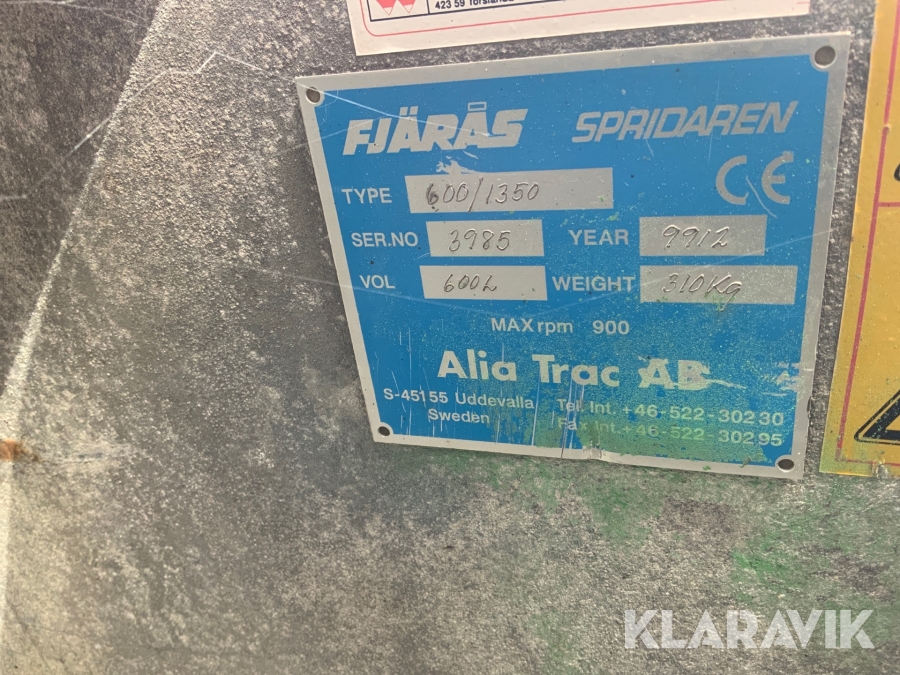 423 59 Torslanda
FJÄRÅS SPRIDAREN
TYPE 600/1350
CE
SER.NO 3985 YEAR 9912
VOL 600L WEIGHT 310Kg
MAX rpm 900
Alia Trac AB
S-451 55 Uddevalla Tel. Int. +46-522-302 30
Sweden Fax Int. +46-522-302 95
KLARAVIK